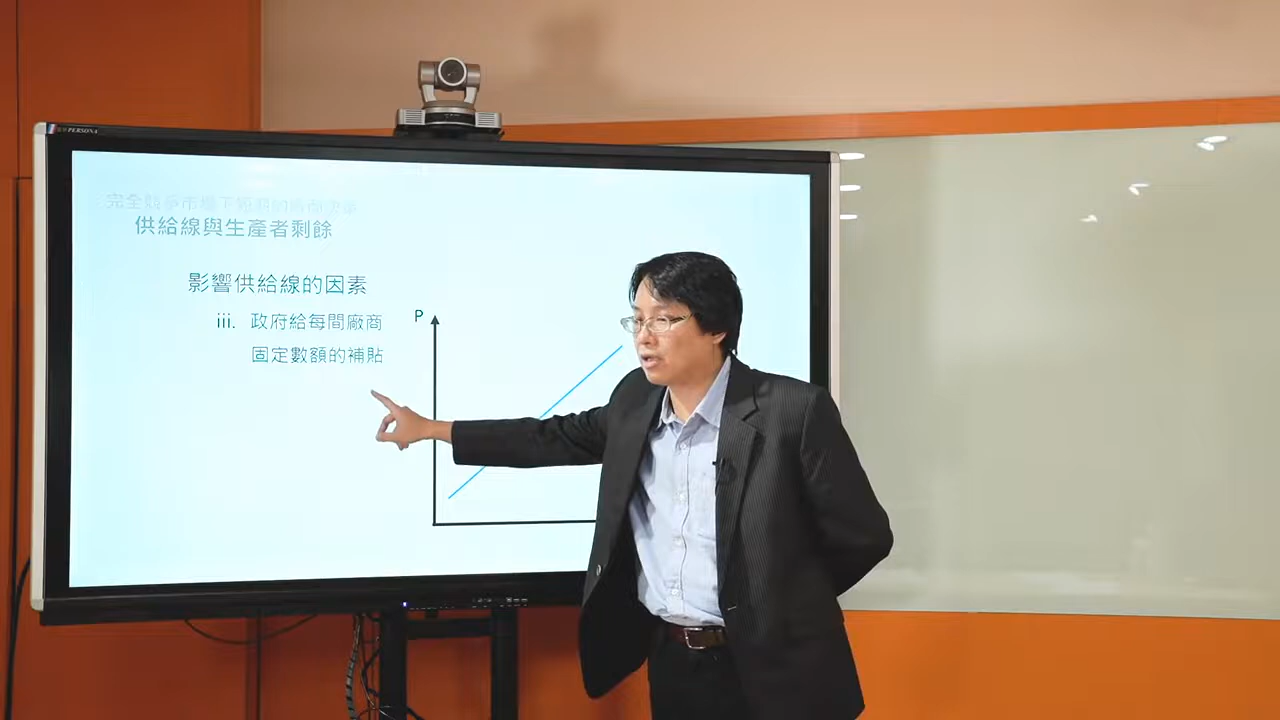 PERSONA
供給線與生產者剩餘
影響供給線的因素
iii. 政府給每間廠商
固定數額的補貼
P